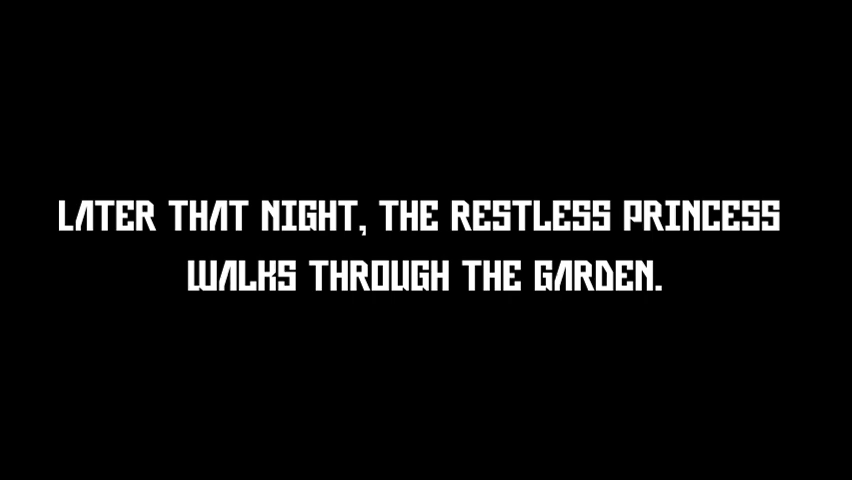 LATER THAT NIGHT, THE RESTLESS PRINCESS
WALKS THROUGH THE GARDEN.